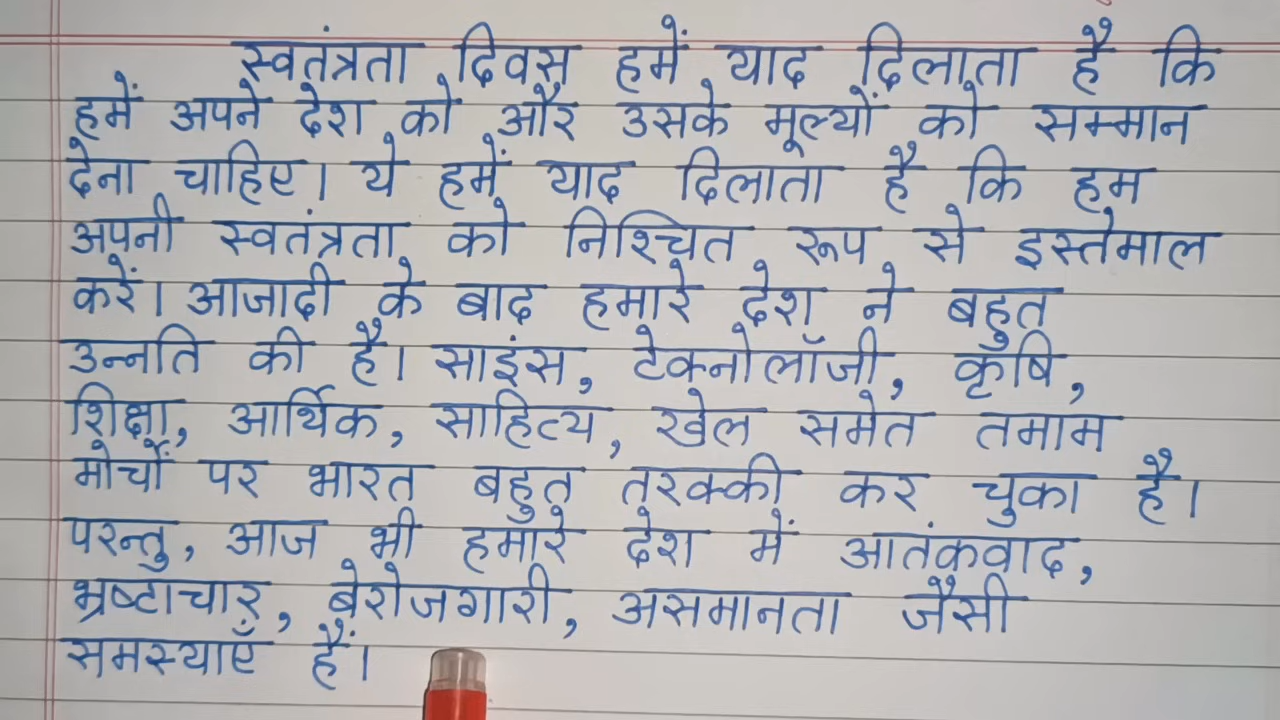 स्वतंत्रता दिवस हमें याद दिलाता है कि
हमें अपने देश को और उसके मूल्यों को सम्मान
देना चाहिए। ये हमें याद दिलाता है कि हम
अपनी स्वतंत्रता को निश्चित रूप से इस्तेमाल
करें। आजादी के बाद हमारे देश ने बहुत
उन्नति की है। साइंस, टेक्नोलॉजी, कृषि,
शिक्षा, आर्थिक, साहित्य, खेल समेत तमाम
मोर्चों पर भारत बहुत तरक्की कर चुका है।
परन्तु, आज भी हमारे देश में आतंकवाद,
भ्रष्टाचार, बेरोजगारी, असमानता जैसी
समस्याएँ हैं।